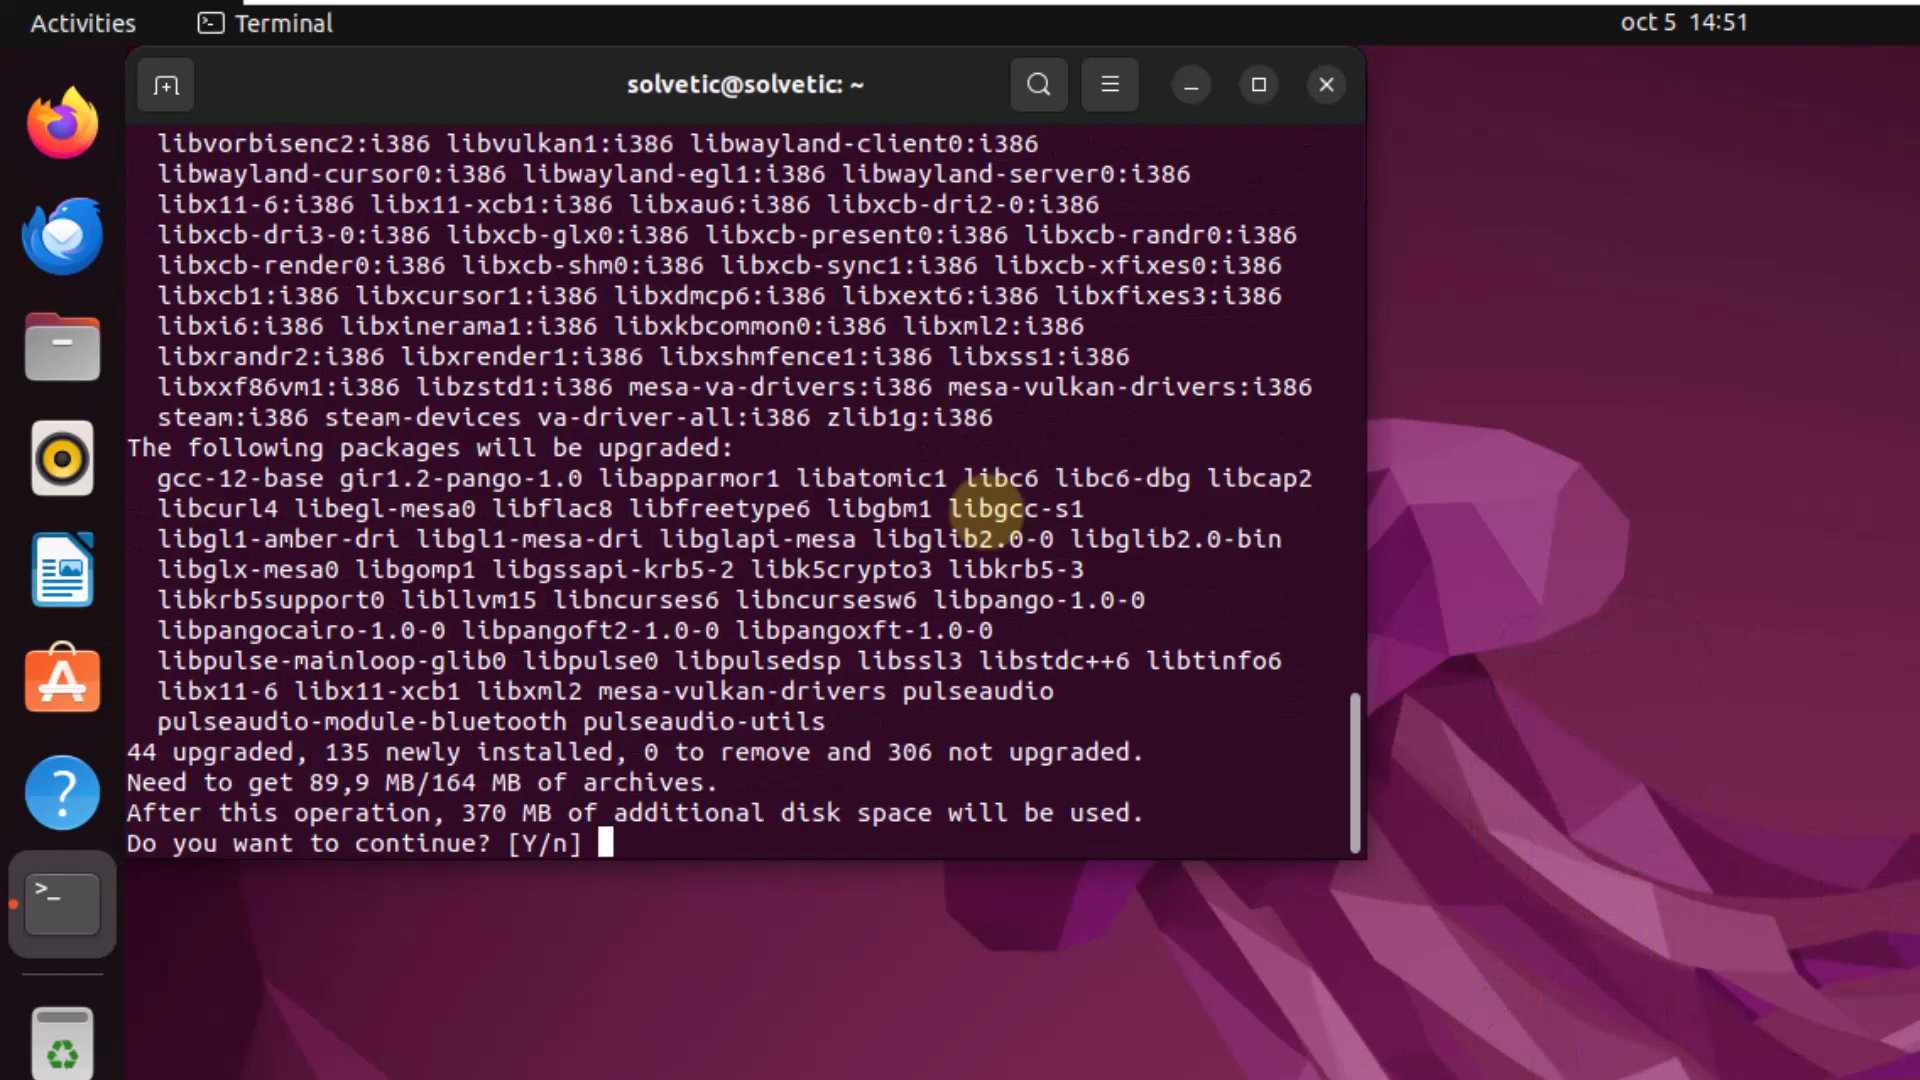 Activities
Terminal
oct 5 14:51
solvetic@solvetic: ~
libvorbisenc2:i386 libvulkan1:i386 libwayland-client0:i386
libwayland-cursor0:i386 libwayland-egl1:i386 libwayland-server0:i386
libx11-6:i386 libx11-xcb1:i386 libxau6:i386 libxcb-dri2-0:i386
libxcb-dri3-0:i386 libxcb-glx0:i386 libxcb-present0:i386 libxcb-randr0:i386
libxcb-render0:i386 libxcb-shm0:i386 libxcb-sync1:i386 libxcb-xfixes0:i386
libxcb1:i386 libxcursor1:i386 libxdmcp6:i386 libxext6:i386 libxfixes3:i386
libxi6:i386 libxinerama1:i386 libxkbcommon0:i386 libxml2:i386
libxrandr2:i386 libxrender1:i386 libxshmfence1:i386 libxss1:i386
libxxf86vm1:i386 libzstd1:i386 mesa-va-drivers:i386 mesa-vulkan-drivers:i386
steam:i386 steam-devices va-driver-all:i386 zlib1g:i386
The following packages will be upgraded:
gcc-12-base gir1.2-pango-1.0 libapparmor1 libatomic1 libc6 libc6-dbg libcap2
libcurl4 libegl-mesa0 libflac8 libfreetype6 libgbm1 libgcc-s1
libgl1-amber-dri libgl1-mesa-dri libglapi-mesa libglib2.0-0 libglib2.0-bin
libglx-mesa0 libgomp1 libgssapi-krb5-2 libk5crypto3 libkrb5-3
libkrb5support0 libllvm15 libncurses6 libncursesw6 libpango-1.0-0
libpangocairo-1.0-0 libpangoft2-1.0-0 libpangoxft-1.0-0
libpulse-mainloop-glib0 libpulse0 libpulsedsp libssl3 libstdc++6 libtinfo6
libx11-6 libx11-xcb1 libxml2 mesa-vulkan-drivers pulseaudio
pulseaudio-module-bluetooth pulseaudio-utils
44 upgraded, 135 newly installed, 0 to remove and 306 not upgraded.
Need to get 89,9 MB/164 MB of archives.
After this operation, 370 MB of additional disk space will be used.
Do you want to continue? [Y/n]